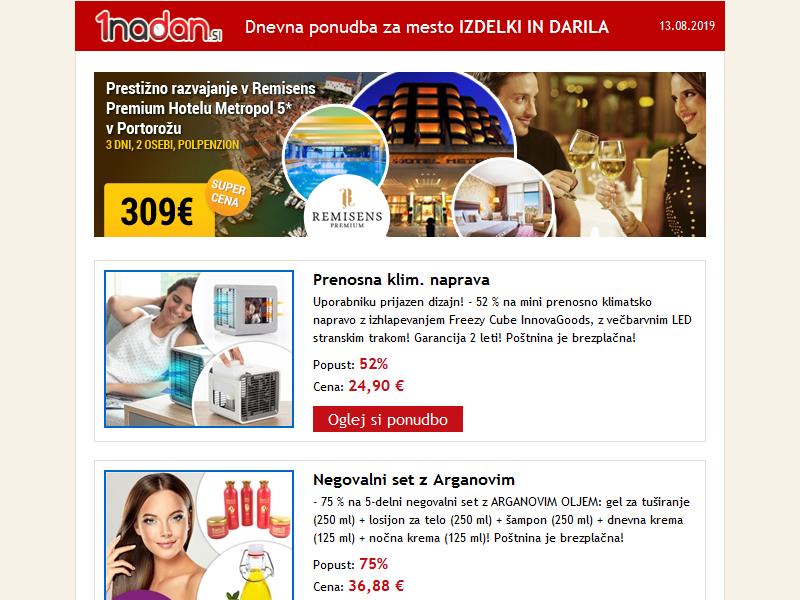 1nadan.si
Dnevna ponudba za mesto IZDELKI IN DARILA
13.08.2019
Prestižno razvajanje v Remisens
Premium Hotelu Metropol 5*
v Portorožu
3 DNI, 2 OSEBI, POLPENZION
309€
SUPER
CENA
REMISENS
PREMIUM
HOTEL METROPOL
Prenosna klim. naprava
Uporabniku prijazen dizajn! - 52 % na mini prenosno klimatsko
napravo z izhlapevanjem Freezy Cube InnovaGoods, z večbarvnim LED
stranskim trakom! Garancija 2 leti! Poštnina je brezplačna!
Popust: 52%
Cena: 24,90 €
Oglej si ponudbo
Negovalni set z Arganovim
- 75 % na 5-delni negovalni set z ARGANOVIM OLJEM: gel za tuširanje
(250 ml) + losijon za telo (250 ml) + šampon (250 ml) + dnevna krema
(125 ml) + nočna krema (125 ml)! Poštnina je brezplačna!
Popust: 75%
Cena: 36,88 €